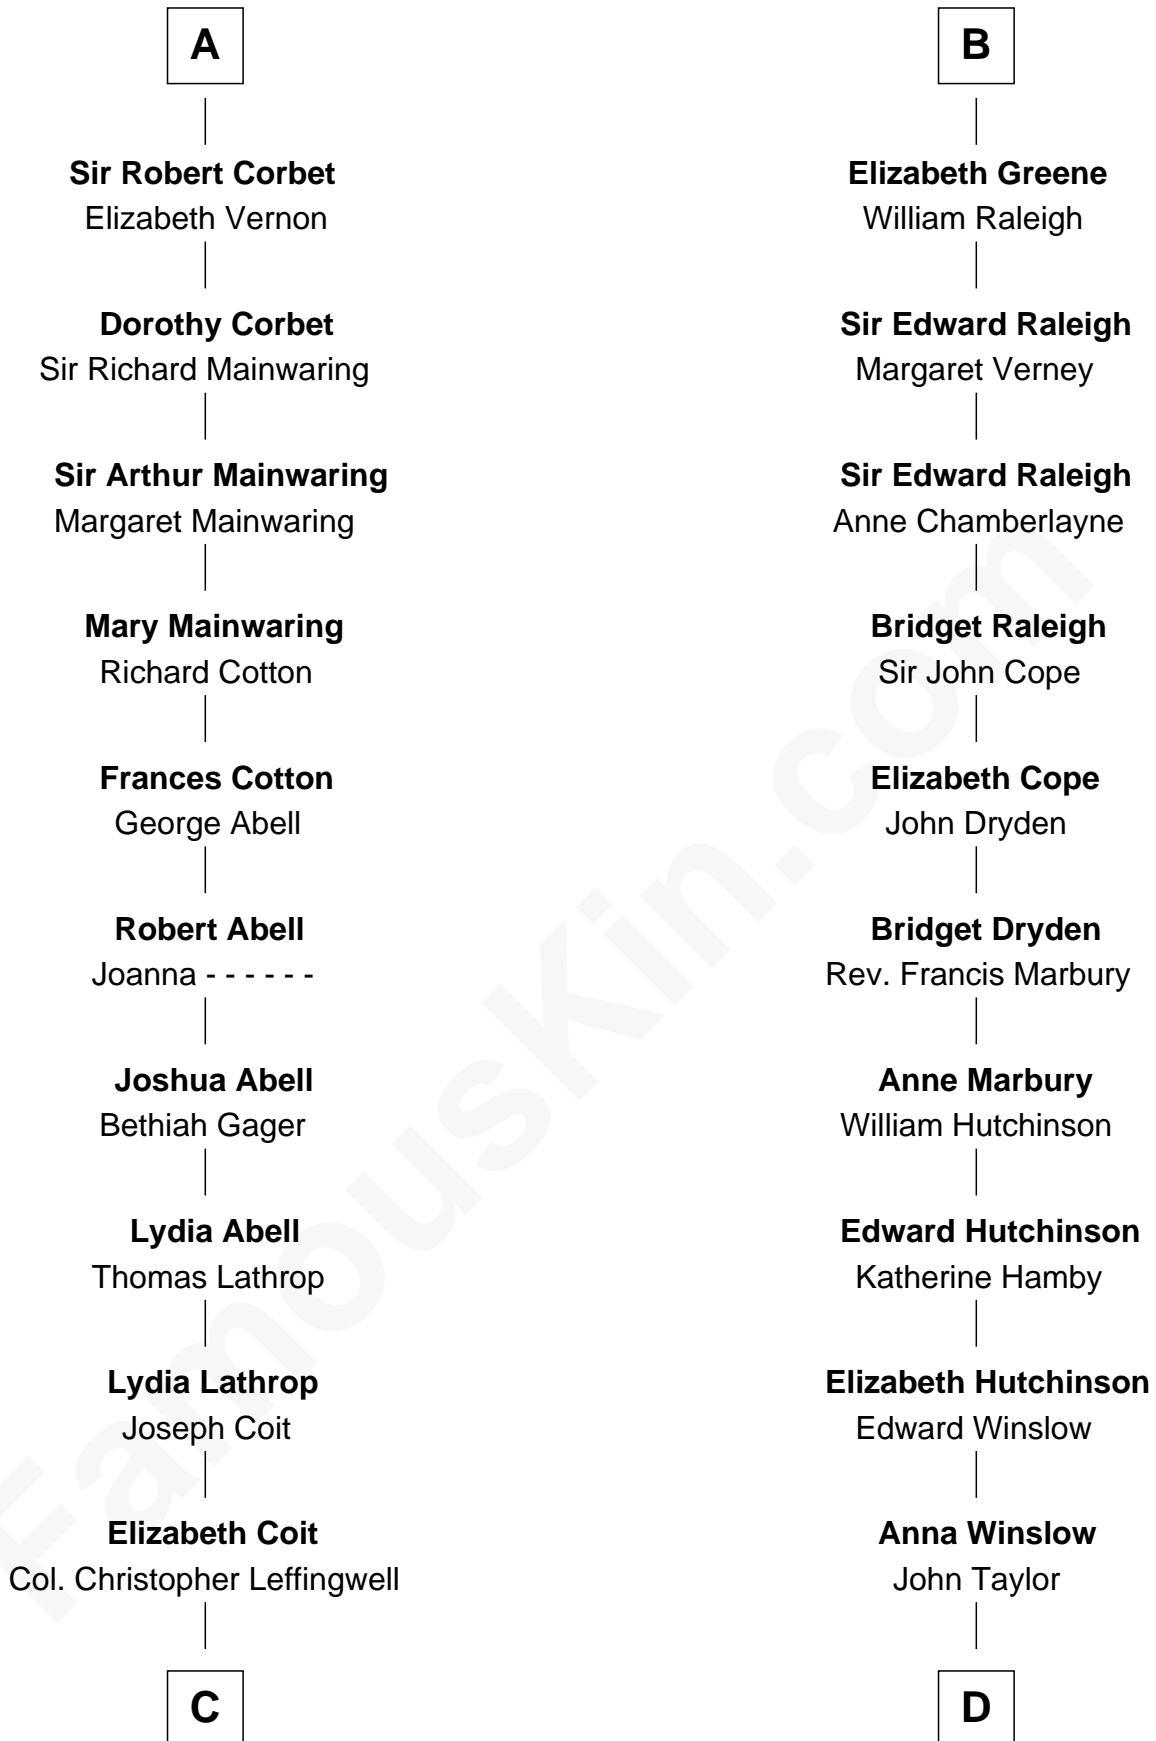 A
Sir Robert Corbet
Elizabeth Vernon
Dorothy Corbet
Sir Richard Mainwaring
Sir Arthur Mainwaring
Margaret Mainwaring
Mary Mainwaring
Richard Cotton
Frances Cotton
George Abell
Robert Abell
Joanna - - - - - -
Joshua Abell
Bethiah Gager
Lydia Abell
Thomas Lathrop
Lydia Lathrop
Joseph Coit
Elizabeth Coit
Col. Christopher Leffingwell
C
B
Elizabeth Greene
William Raleigh
Sir Edward Raleigh
Margaret Verney
Sir Edward Raleigh
Anne Chamberlayne
Bridget Raleigh
Sir John Cope
Elizabeth Cope
John Dryden
Bridget Dryden
Rev. Francis Marbury
Anne Marbury
William Hutchinson
Edward Hutchinson
Katherine Hamby
Elizabeth Hutchinson
Edward Winslow
Anna Winslow
John Taylor
D
FamousKin.com